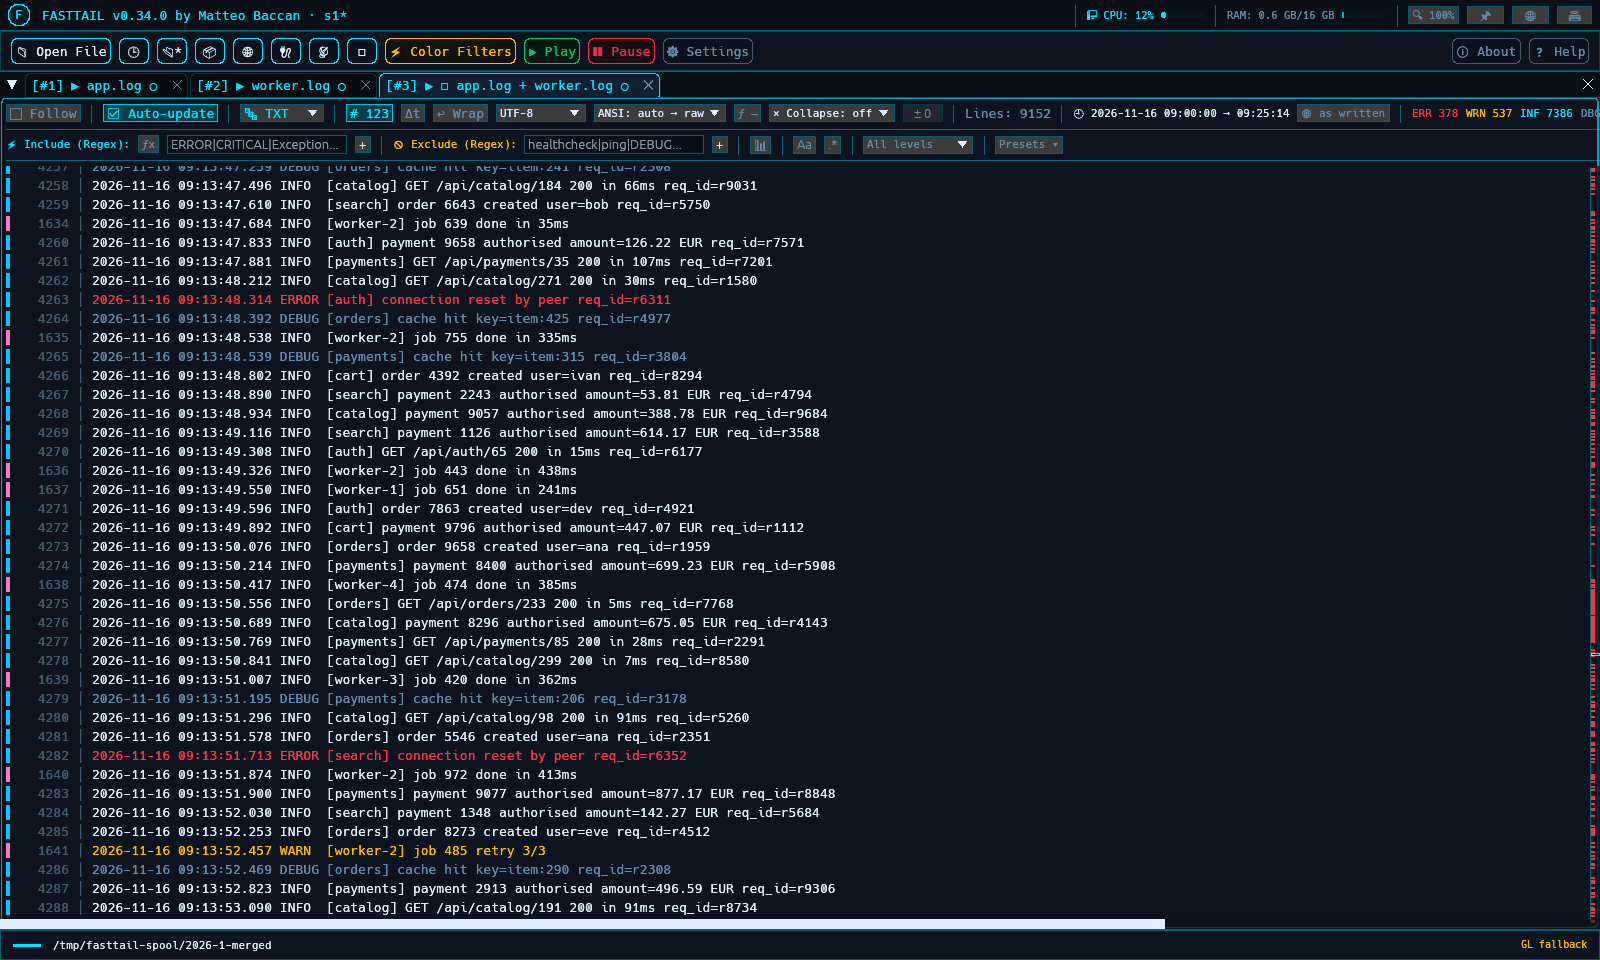 FASTTAIL v0.34.0 by Matteo Baccan · s1*
CPU: 12%
RAM: 0.6 GB/16 GB
100%
Open File
Color Filters
▶ Play
Pause
Settings
About
? Help
[#1] ▶ app.log ○
[#2] ▶ worker.log ○
[#3] ▶ □ app.log + worker.log ○
Follow
Auto-update
TXT
# 123
Δt
↩ Wrap
UTF-8
ANSI: auto → raw
ƒ —
× Collapse: off
±0
Lines: 9152
2026-11-16 09:00:00 → 09:25:14
as written
ERR 378 WRN 537 INF 7386 DBG
Include (Regex):
ƒx
ERROR|CRITICAL|Exception...
+
Exclude (Regex):
healthcheck|ping|DEBUG...
+
Aa
.*
All levels
Presets
4257 | 2026-11-16 09:13:47.259 DEBUG [orders] cache hit key=item:241 req_id=r2308
4258 | 2026-11-16 09:13:47.496 INFO  [catalog] GET /api/catalog/184 200 in 66ms req_id=r9031
4259 | 2026-11-16 09:13:47.610 INFO  [search] order 6643 created user=bob req_id=r5750
1634 | 2026-11-16 09:13:47.684 INFO  [worker-2] job 639 done in 35ms
4260 | 2026-11-16 09:13:47.833 INFO  [auth] payment 9658 authorised amount=126.22 EUR req_id=r7571
4261 | 2026-11-16 09:13:47.881 INFO  [payments] GET /api/payments/35 200 in 107ms req_id=r7201
4262 | 2026-11-16 09:13:48.212 INFO  [catalog] GET /api/catalog/271 200 in 30ms req_id=r1580
4263 | 2026-11-16 09:13:48.314 ERROR [auth] connection reset by peer req_id=r6311
4264 | 2026-11-16 09:13:48.392 DEBUG [orders] cache hit key=item:425 req_id=r4977
1635 | 2026-11-16 09:13:48.538 INFO  [worker-2] job 755 done in 335ms
4265 | 2026-11-16 09:13:48.539 DEBUG [payments] cache hit key=item:315 req_id=r3804
4266 | 2026-11-16 09:13:48.802 INFO  [cart] order 4392 created user=ivan req_id=r8294
4267 | 2026-11-16 09:13:48.890 INFO  [search] payment 2243 authorised amount=53.81 EUR req_id=r4794
4268 | 2026-11-16 09:13:48.934 INFO  [catalog] payment 9057 authorised amount=388.78 EUR req_id=r9684
4269 | 2026-11-16 09:13:49.116 INFO  [search] payment 1126 authorised amount=614.17 EUR req_id=r3588
4270 | 2026-11-16 09:13:49.308 INFO  [auth] GET /api/auth/65 200 in 15ms req_id=r6177
1636 | 2026-11-16 09:13:49.326 INFO  [worker-2] job 443 done in 438ms
1637 | 2026-11-16 09:13:49.550 INFO  [worker-1] job 651 done in 241ms
4271 | 2026-11-16 09:13:49.596 INFO  [auth] order 7863 created user=dev req_id=r4921
4272 | 2026-11-16 09:13:49.892 INFO  [cart] payment 9796 authorised amount=447.07 EUR req_id=r1112
4273 | 2026-11-16 09:13:50.076 INFO  [orders] order 9658 created user=ana req_id=r1959
4274 | 2026-11-16 09:13:50.214 INFO  [payments] payment 8400 authorised amount=699.23 EUR req_id=r5908
1638 | 2026-11-16 09:13:50.417 INFO  [worker-4] job 474 done in 385ms
4275 | 2026-11-16 09:13:50.556 INFO  [orders] GET /api/orders/233 200 in 5ms req_id=r7768
4276 | 2026-11-16 09:13:50.689 INFO  [catalog] payment 8296 authorised amount=675.05 EUR req_id=r4143
4277 | 2026-11-16 09:13:50.769 INFO  [payments] GET /api/payments/85 200 in 28ms req_id=r2291
4278 | 2026-11-16 09:13:50.841 INFO  [catalog] GET /api/catalog/299 200 in 7ms req_id=r8580
1639 | 2026-11-16 09:13:51.007 INFO  [worker-3] job 420 done in 362ms
4279 | 2026-11-16 09:13:51.195 DEBUG [payments] cache hit key=item:206 req_id=r3178
4280 | 2026-11-16 09:13:51.296 INFO  [catalog] GET /api/catalog/98 200 in 91ms req_id=r5260
4281 | 2026-11-16 09:13:51.578 INFO  [orders] order 5546 created user=ana req_id=r2351
4282 | 2026-11-16 09:13:51.713 ERROR [search] connection reset by peer req_id=r6352
1640 | 2026-11-16 09:13:51.874 INFO  [worker-2] job 972 done in 413ms
4283 | 2026-11-16 09:13:51.900 INFO  [payments] payment 9077 authorised amount=877.17 EUR req_id=r8848
4284 | 2026-11-16 09:13:52.030 INFO  [search] payment 1348 authorised amount=142.27 EUR req_id=r5684
4285 | 2026-11-16 09:13:52.253 INFO  [orders] order 8273 created user=eve req_id=r4512
1641 | 2026-11-16 09:13:52.457 WARN  [worker-2] job 485 retry 3/3
4286 | 2026-11-16 09:13:52.469 DEBUG [orders] cache hit key=item:290 req_id=r2308
4287 | 2026-11-16 09:13:52.823 INFO  [payments] payment 2913 authorised amount=496.59 EUR req_id=r9306
4288 | 2026-11-16 09:13:53.090 INFO  [catalog] GET /api/catalog/191 200 in 91ms req_id=r8734
/tmp/fasttail-spool/2026-1-merged
GL fallback